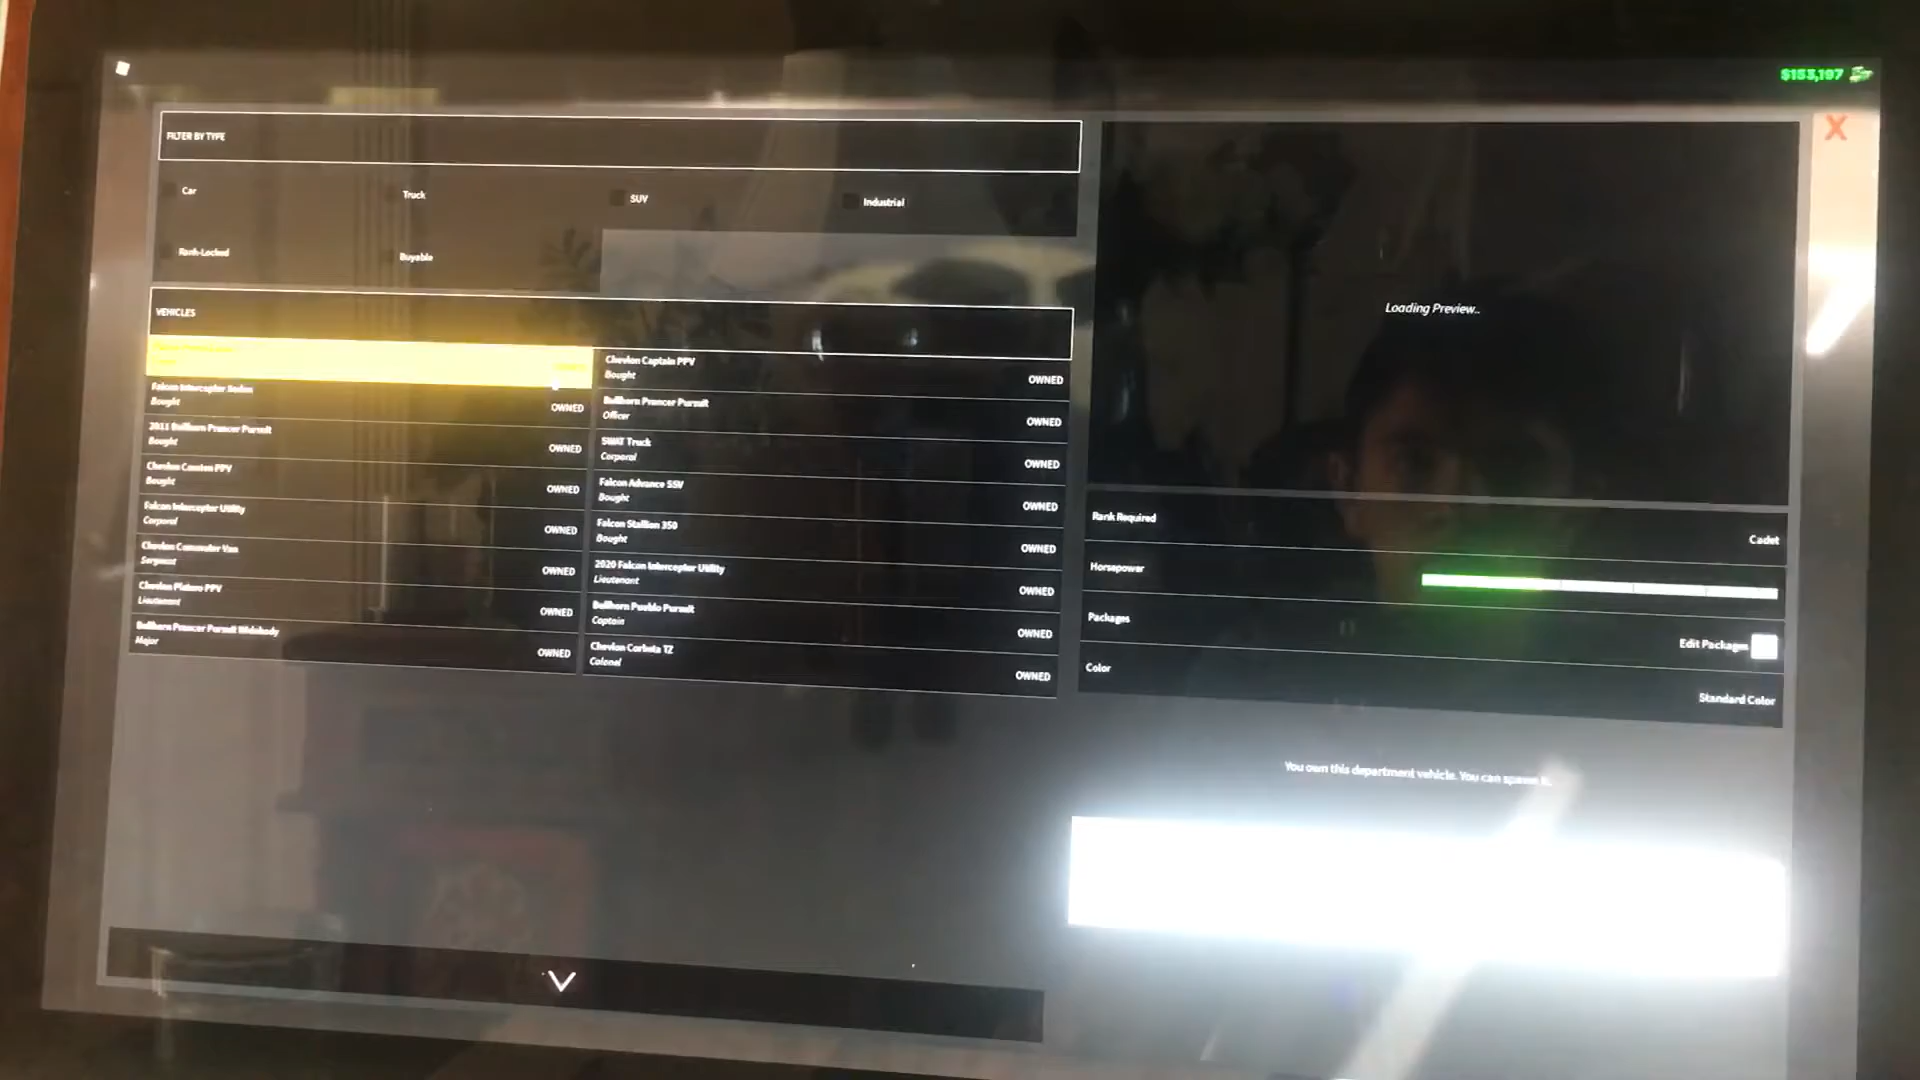 $153,197
X
FILTER BY TYPE
Car
Truck
SUV
Industrial
Rank-Locked
Buyable
VEHICLES
Falcon Interceptor Sedan
Bought
OWNED
2011 Bullhorn Prancer Pursuit
Bought
OWNED
Chevlon Camion PPV
Bought
OWNED
Falcon Interceptor Utility
Corporal
OWNED
Chevlon Commuter Van
Sergeant
OWNED
Chevlon Platoro PPV
Lieutenant
OWNED
Bullhorn Prancer Pursuit Widebody
Major
OWNED
Chevlon Captain PPV
Bought
OWNED
Bullhorn Prancer Pursuit
Officer
OWNED
SWAT Truck
Corporal
OWNED
Falcon Advance SSV
Bought
OWNED
Falcon Stallion 350
Bought
OWNED
2020 Falcon Interceptor Utility
Lieutenant
OWNED
Bullhorn Pueblo Pursuit
Captain
OWNED
Chevlon Corbeta TZ
Colonel
OWNED
Loading Preview..
Rank Required
Cadet
Horsepower
Packages
Edit Packages
Color
Standard Color
You own this department vehicle. You can spawn it.